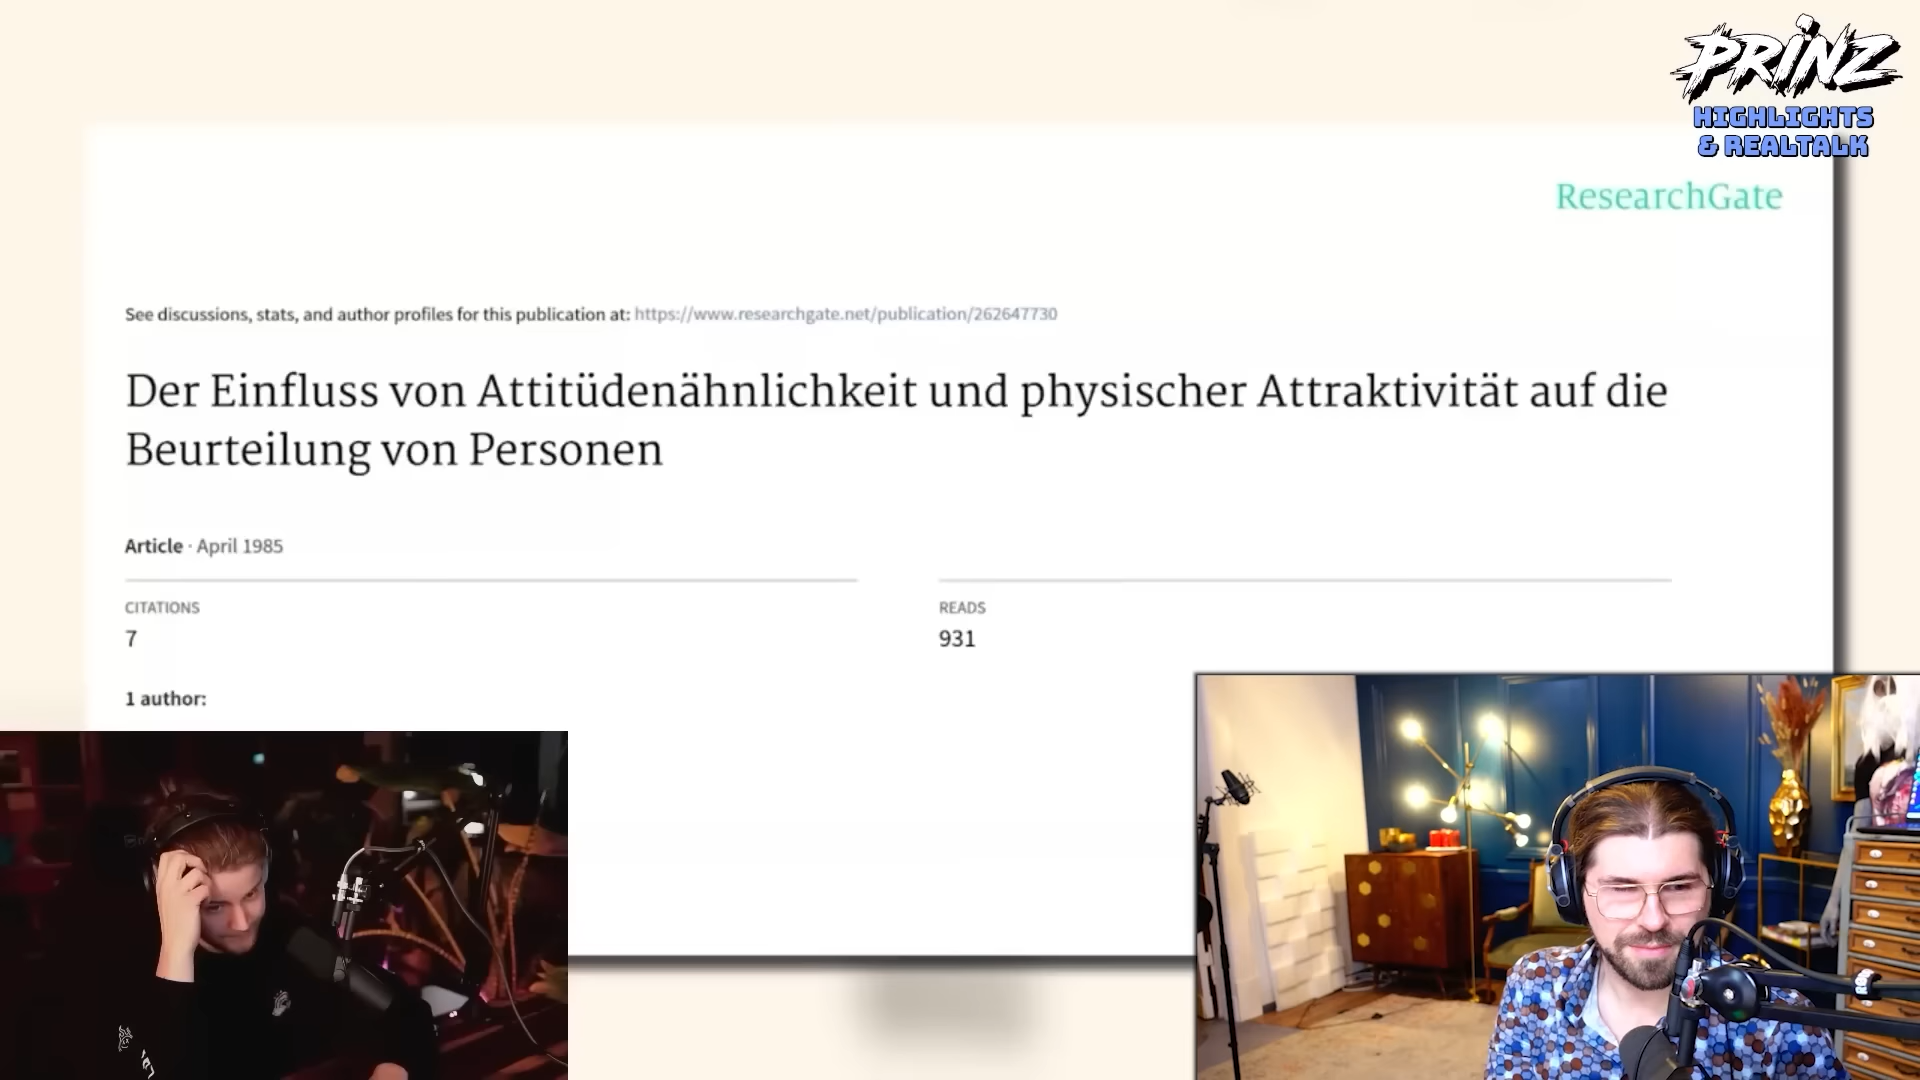 PRINZ
HIGHLIGHTS
& REALTALK
ResearchGate
See discussions, stats, and author profiles for this publication at: https://www.researchgate.net/publication/262647730
Der Einfluss von Attitüdenähnlichkeit und physischer Attraktivität auf die
Beurteilung von Personen
Article · April 1985
CITATIONS
7
READS
931
1 author: